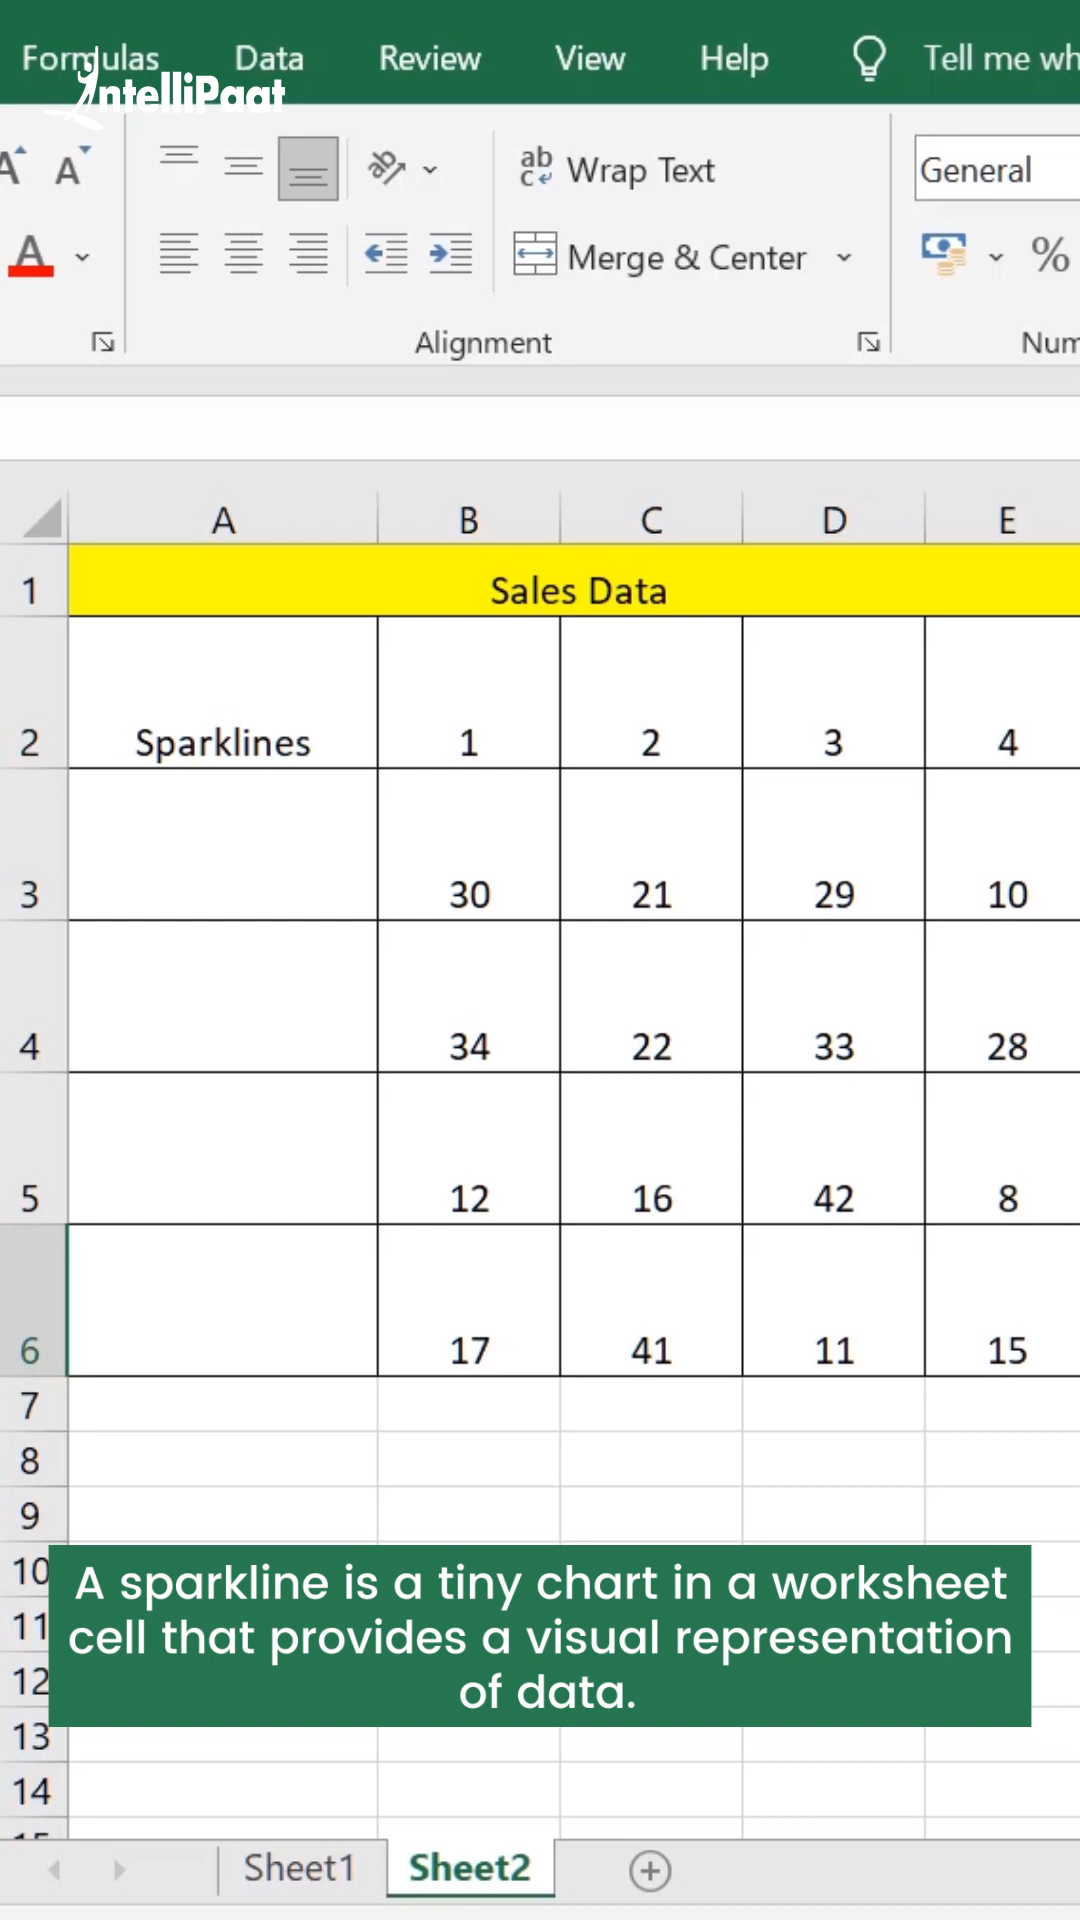 Formulas Data Review View Help Tell me wh
IntelliPaat
A A ab Wrap Text General
A Merge & Center %
Alignment Num
A B C D E
1 Sales Data
2 Sparklines 1 2 3 4
3 30 21 29 10
4 34 22 33 28
5 12 16 42 8
6 17 41 11 15
7
8
9
10
11
12
13
14
15
A sparkline is a tiny chart in a worksheet
cell that provides a visual representation
of data.
Sheet1 Sheet2